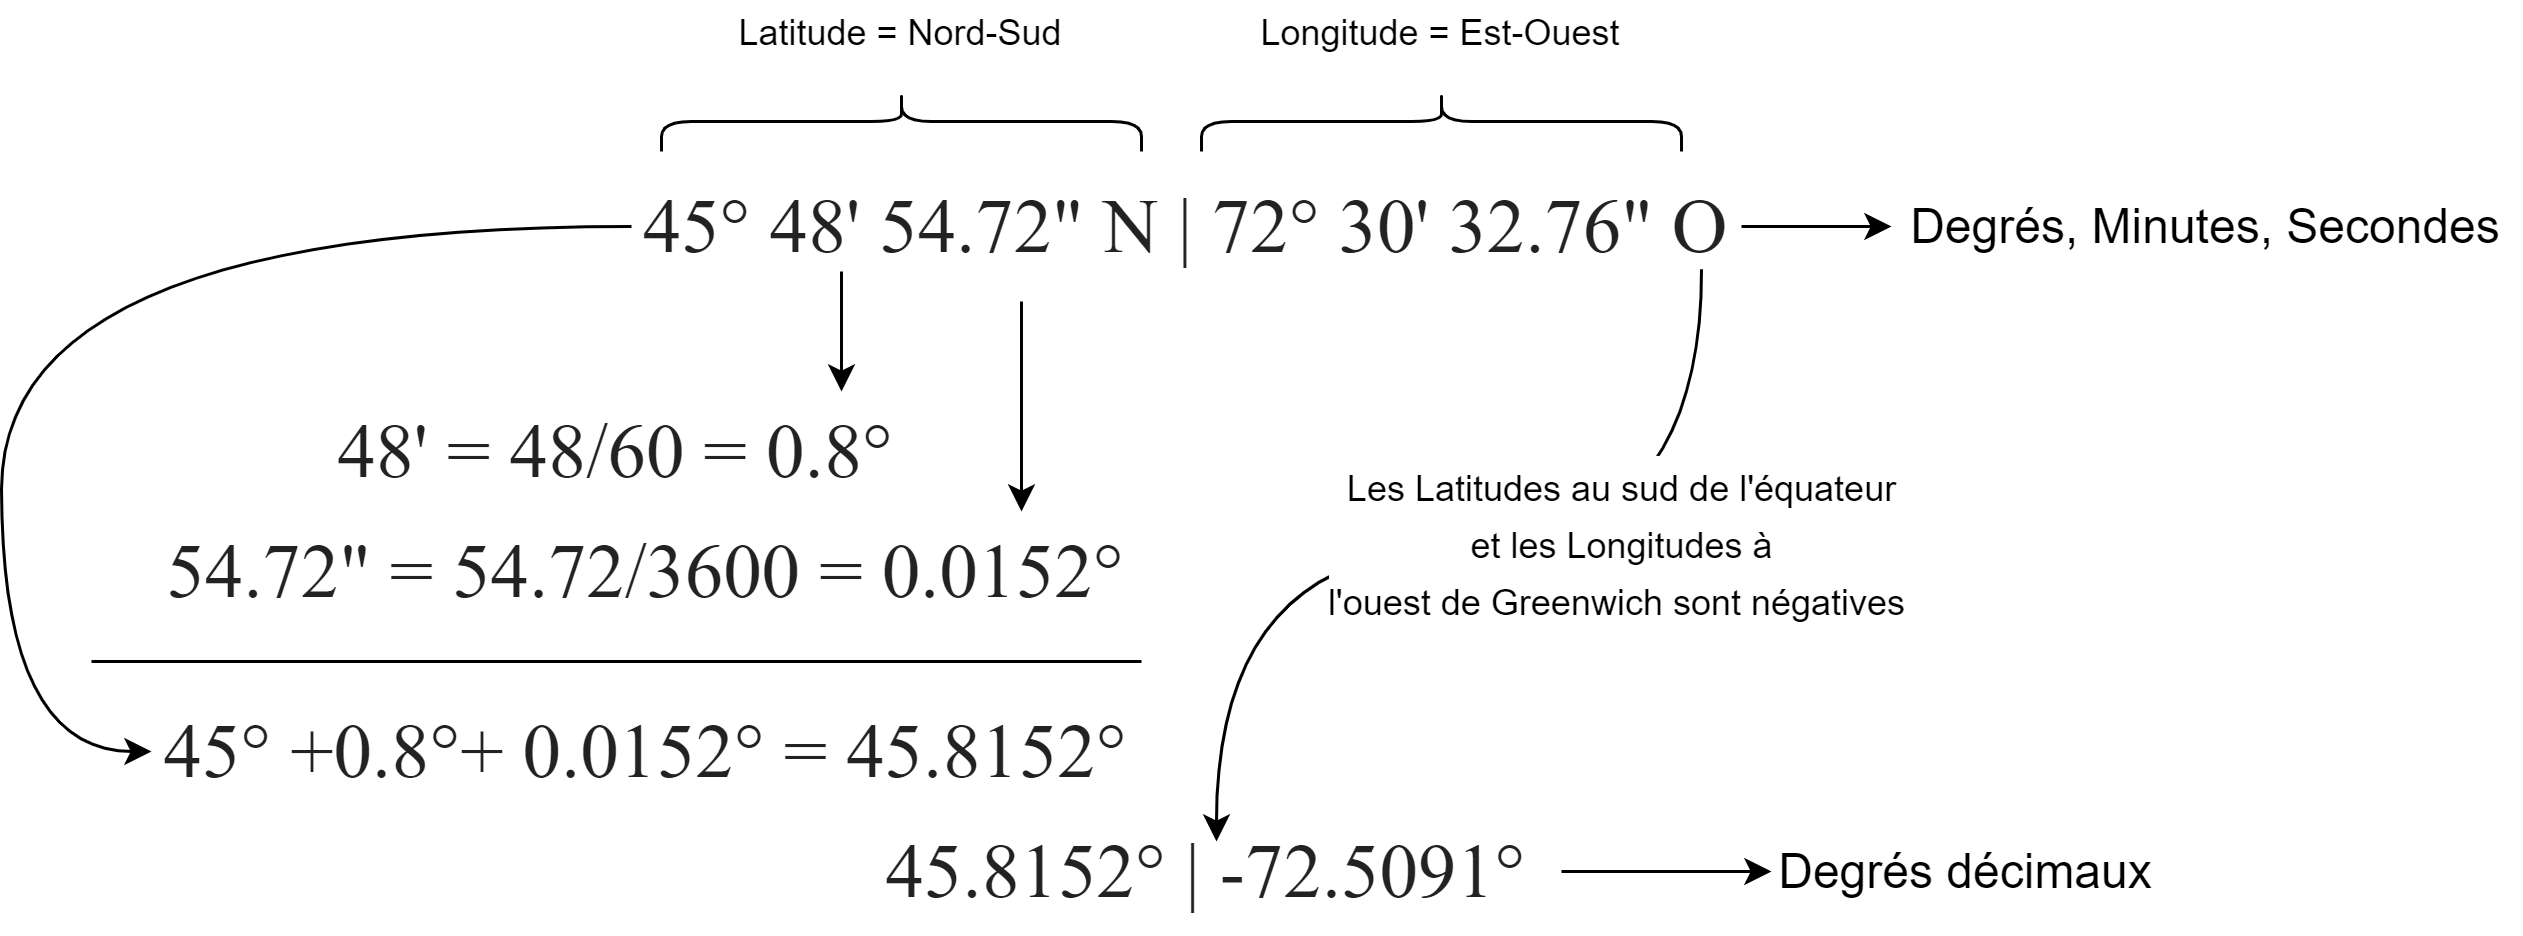 Latitude = Nord-Sud
Longitude = Est-Ouest
45° 48' 54.72" N | 72° 30' 32.76" O
Degrés, Minutes, Secondes
48' = 48/60 = 0.8°
54.72" = 54.72/3600 = 0.0152°
Les Latitudes au sud de l'équateur
et les Longitudes à
l'ouest de Greenwich sont négatives
45° +0.8°+ 0.0152° = 45.8152°
45.8152° | -72.5091°
Degrés décimaux